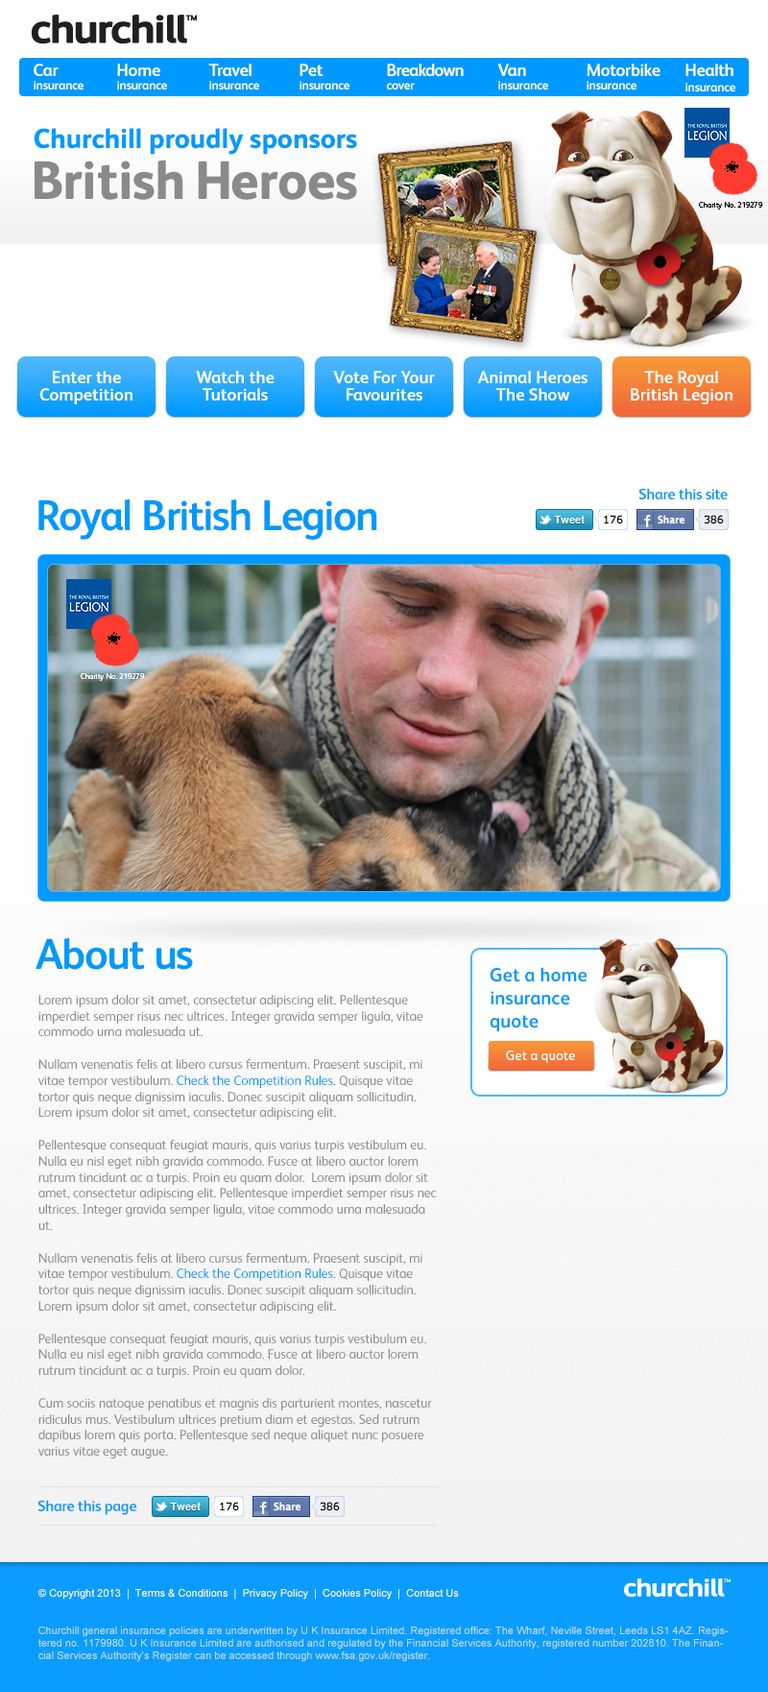 churchill™
Car insurance
Home insurance
Travel insurance
Pet insurance
Breakdown cover
Van insurance
Motorbike insurance
Health insurance
Churchill proudly sponsors
British Heroes
THE ROYAL BRITISH
LEGION
Charity No. 219279
Enter the
Competition
Watch the
Tutorials
Vote For Your
Favourites
Animal Heroes
The Show
The Royal
British Legion
Share this site
Royal British Legion
Tweet 176 Share 386
THE ROYAL BRITISH
LEGION
Charity No. 219279
About us
Lorem ipsum dolor sit amet, consectetur adipiscing elit. Pellentesque
imperdiet semper risus nec ultrices. Integer gravida semper ligula, vitae
commodo urna malesuada ut.
Nullam venenatis felis at libero cursus fermentum. Praesent suscipit, mi
vitae tempor vestibulum. Check the Competition Rules. Quisque vitae
tortor quis neque dignissim iaculis. Donec suscipit aliquam sollicitudin.
Lorem ipsum dolor sit amet, consectetur adipiscing elit.
Pellentesque consequat feugiat mauris, quis varius turpis vestibulum eu.
Nulla eu nisl eget nibh gravida commodo. Fusce at libero auctor lorem
rutrum tincidunt ac a turpis. Proin eu quam dolor.  Lorem ipsum dolor sit
amet, consectetur adipiscing elit. Pellentesque imperdiet semper risus nec
ultrices. Integer gravida semper ligula, vitae commodo urna malesuada
ut.
Nullam venenatis felis at libero cursus fermentum. Praesent suscipit, mi
vitae tempor vestibulum. Check the Competition Rules. Quisque vitae
tortor quis neque dignissim iaculis. Donec suscipit aliquam sollicitudin.
Lorem ipsum dolor sit amet, consectetur adipiscing elit.
Pellentesque consequat feugiat mauris, quis varius turpis vestibulum eu.
Nulla eu nisl eget nibh gravida commodo. Fusce at libero auctor lorem
rutrum tincidunt ac a turpis. Proin eu quam dolor.
Cum sociis natoque penatibus et magnis dis parturient montes, nascetur
ridiculus mus. Vestibulum ultrices pretium diam et egestas. Sed rutrum
dapibus lorem quis porta. Pellentesque sed neque aliquet nunc posuere
varius vitae eget augue.
Get a home
insurance
quote
Get a quote
Share this page Tweet 176 Share 386
© Copyright 2013 | Terms & Conditions | Privacy Policy | Cookies Policy | Contact Us
churchill™
Churchill general insurance policies are underwritten by U K Insurance Limited. Registered office: The Wharf, Neville Street, Leeds LS1 4AZ. Regis-
tered no. 1179980. U K Insurance Limited are authorised and regulated by the Financial Services Authority, registered number 202810. The Finan-
cial Services Authority's Register can be accessed through www.fsa.gov.uk/register.